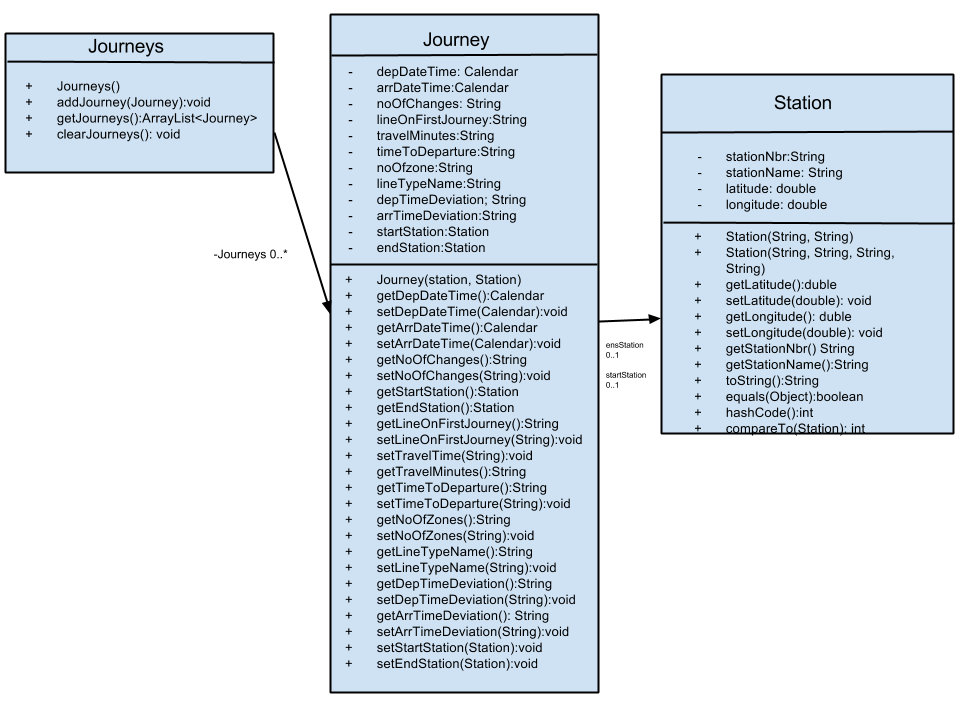 Journeys
+ Journeys()
+ addJourney(Journey):void
+ getJourneys():ArrayList<Journey>
+ clearJourneys(): void
-Journeys 0..*
Journey
- depDateTime: Calendar
- arrDateTime:Calendar
- noOfChanges: String
- lineOnFirstJourney:String
- travelMinutes:String
- timeToDeparture:String
- noOfzone:String
- lineTypeName:String
- depTimeDeviation; String
- arrTimeDeviation:String
- startStation:Station
- endStation:Station
+ Journey(station, Station)
+ getDepDateTime():Calendar
+ setDepDateTime(Calendar):void
+ getArrDateTime():Calendar
+ setArrDateTime(Calendar):void
+ getNoOfChanges():String
+ setNoOfChanges(String):void
+ getStartStation():Station
+ getEndStation():Station
+ getLineOnFirstJourney():String
+ setLineOnFirstJourney(String):void
+ setTravelTime(String):void
+ getTravelMinutes():String
+ getTimeToDeparture():String
+ setTimeToDeparture(String):void
+ getNoOfZones():String
+ setNoOfZones(String):void
+ getLineTypeName():String
+ setLineTypeName(String):void
+ getDepTimeDeviation():String
+ setDepTimeDeviation(String):void
+ getArrTimeDeviation(): String
+ setArrTimeDeviation(String):void
+ setStartStation(Station):void
+ setEndStation(Station):void
ensStation
0..1
startStation
0..1
Station
- stationNbr:String
- stationName: String
- latitude: double
- longitude: double
+ Station(String, String)
+ Station(String, String, String,
String)
+ getLatitude():duble
+ setLatitude(double): void
+ getLongitude(): duble
+ setLongitude(double): void
+ getStationNbr() String
+ getStationName():String
+ toString():String
+ equals(Object):boolean
+ hashCode():int
+ compareTo(Station): int